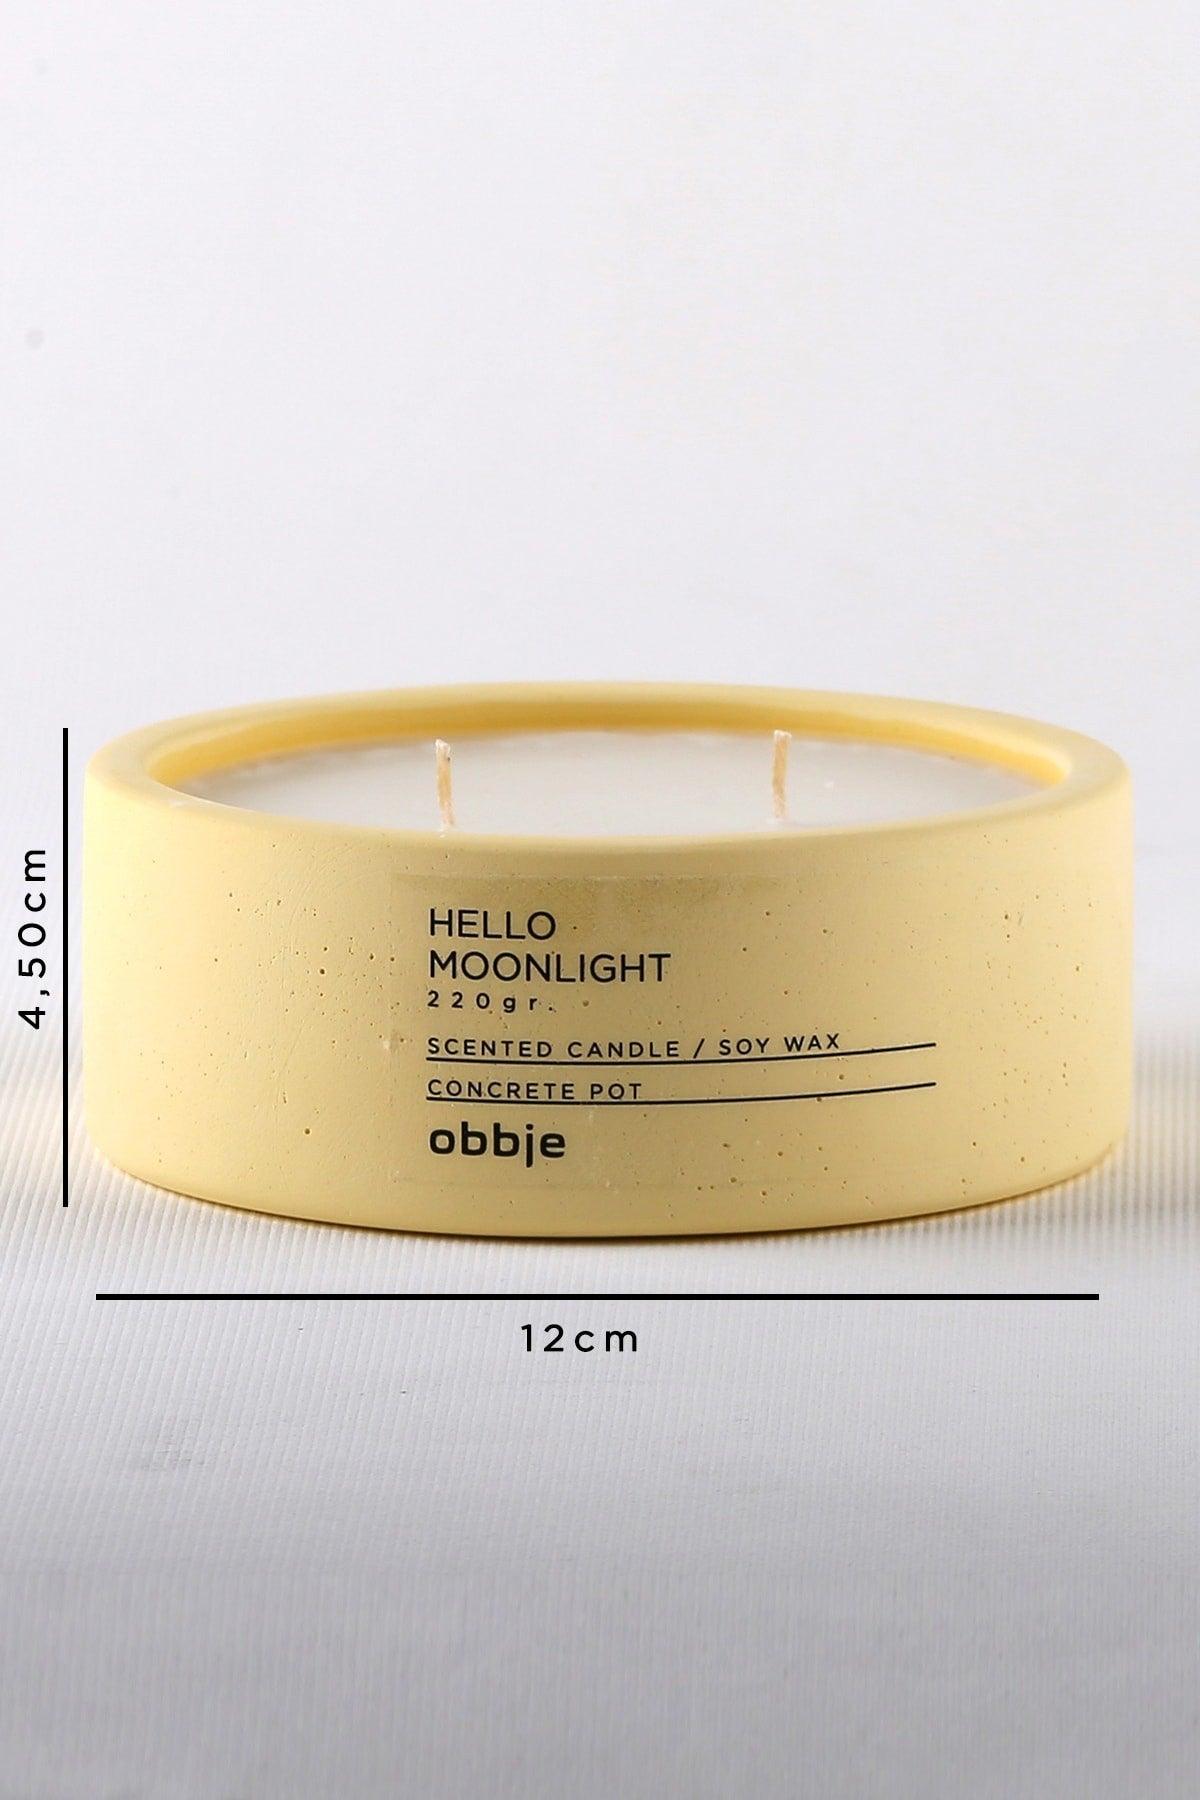 HELLO
MOONLIGHT
220gr.
SCENTED CANDLE / SOY WAX
CONCRETE POT
obbje
4,50cm
12cm